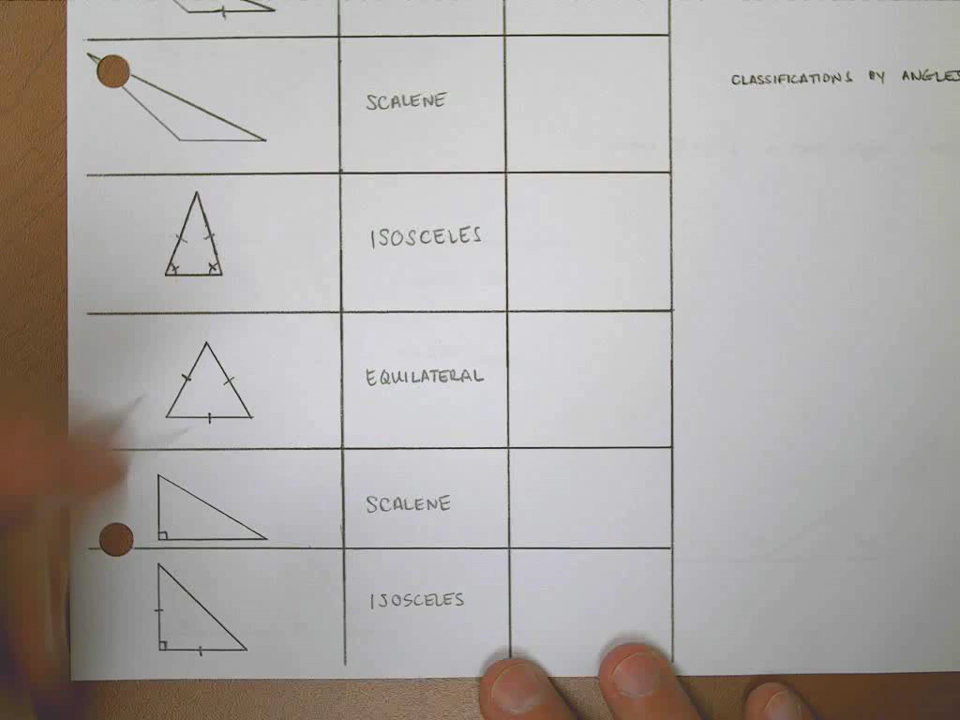 CLASSIFICATIONS BY ANGLES
SCALENE
ISOSCELES
EQUILATERAL
SCALENE
ISOSCELES